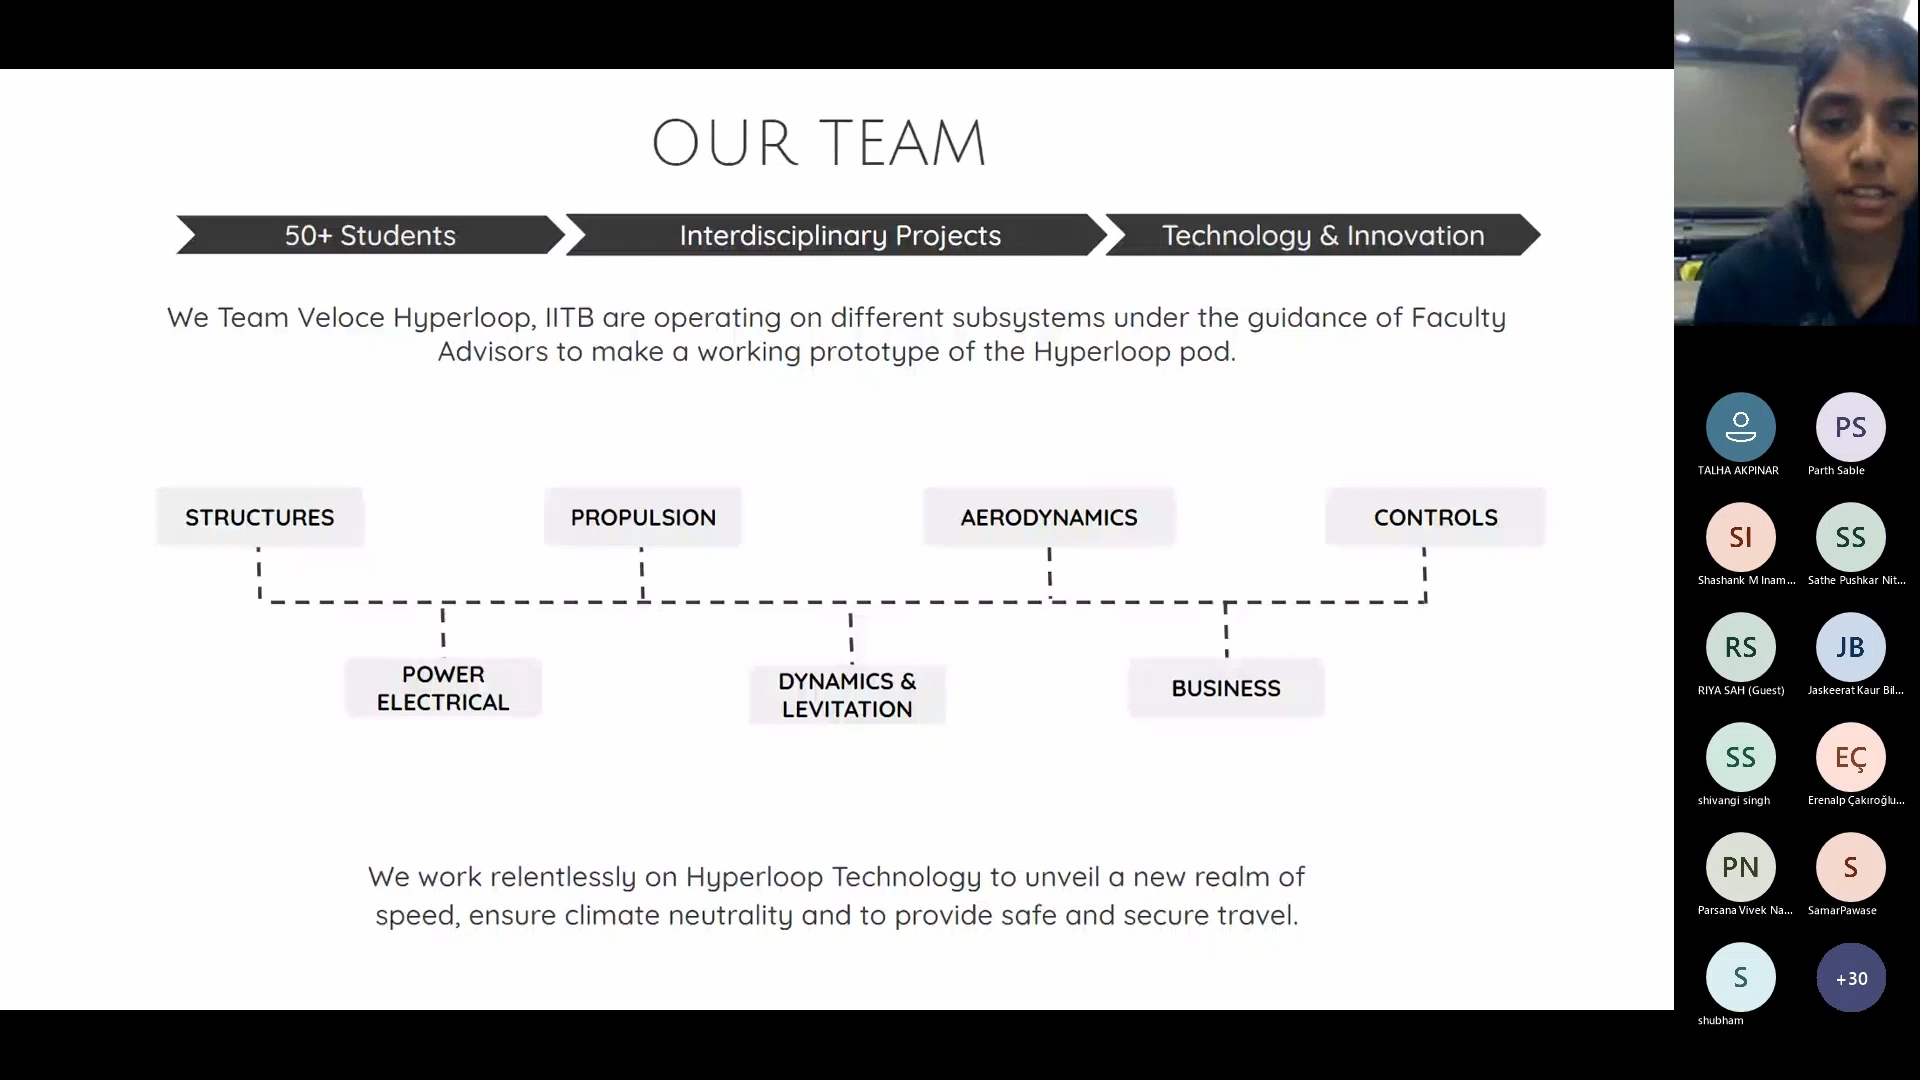 OUR TEAM
50+ Students
Interdisciplinary Projects
Technology & Innovation
We Team Veloce Hyperloop, IITB are operating on different subsystems under the guidance of Faculty
Advisors to make a working prototype of the Hyperloop pod.
STRUCTURES
PROPULSION
AERODYNAMICS
CONTROLS
POWER
ELECTRICAL
DYNAMICS &
LEVITATION
BUSINESS
We work relentlessly on Hyperloop Technology to unveil a new realm of
speed, ensure climate neutrality and to provide safe and secure travel.
TALHA AKPINAR
PS
Parth Sable
SI
Shashank M Inam...
SS
Sathe Pushkar Nit...
RS
RIYA SAH (Guest)
JB
Jaskeerat Kaur Bil...
SS
shivangi singh
EÇ
Erenalp Çakıroğlu...
PN
Parsana Vivek Na...
S
SamarPawase
S
shubham
+30